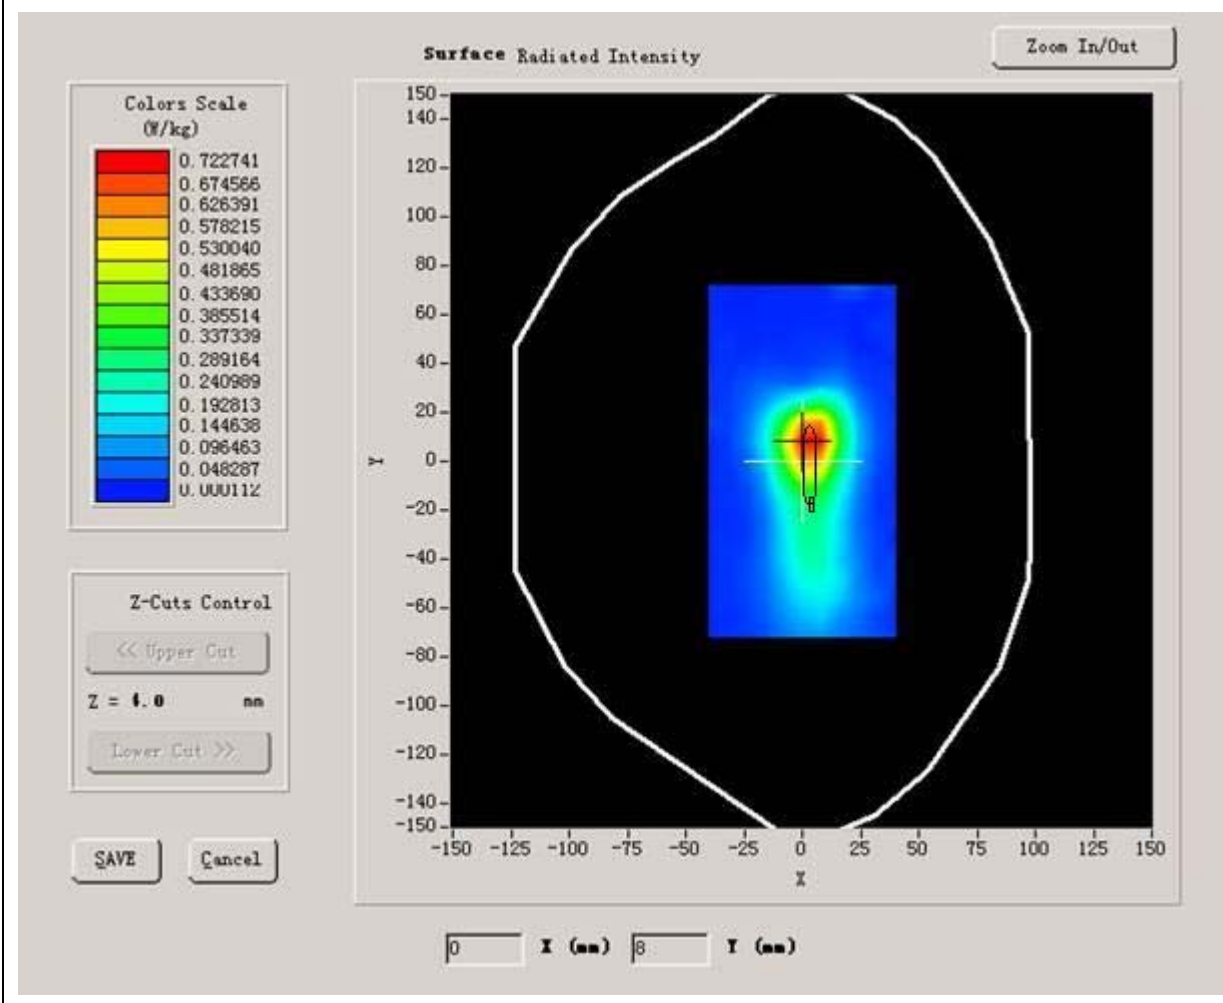 Surface Radiated Intensity
Zoom In/Out
Colors Scale
(W/kg)
0.722741
0.674566
0.626391
0.578215
0.530040
0.481865
0.433690
0.385514
0.337339
0.289164
0.240989
0.192813
0.144638
0.096463
0.048287
0.000112
Z-Cuts Control
<< Upper Cut
Z = 4.0 mm
Lower Cut >>
SAVE
Cancel
150
140
120
100
80
60
40
20
0
-20
-40
-60
-80
-100
-120
-140
-150
Y
-150 -125 -100 -75 -50 -25 0 25 50 75 100 125 150
X
0 X (mm) 8 Y (mm)